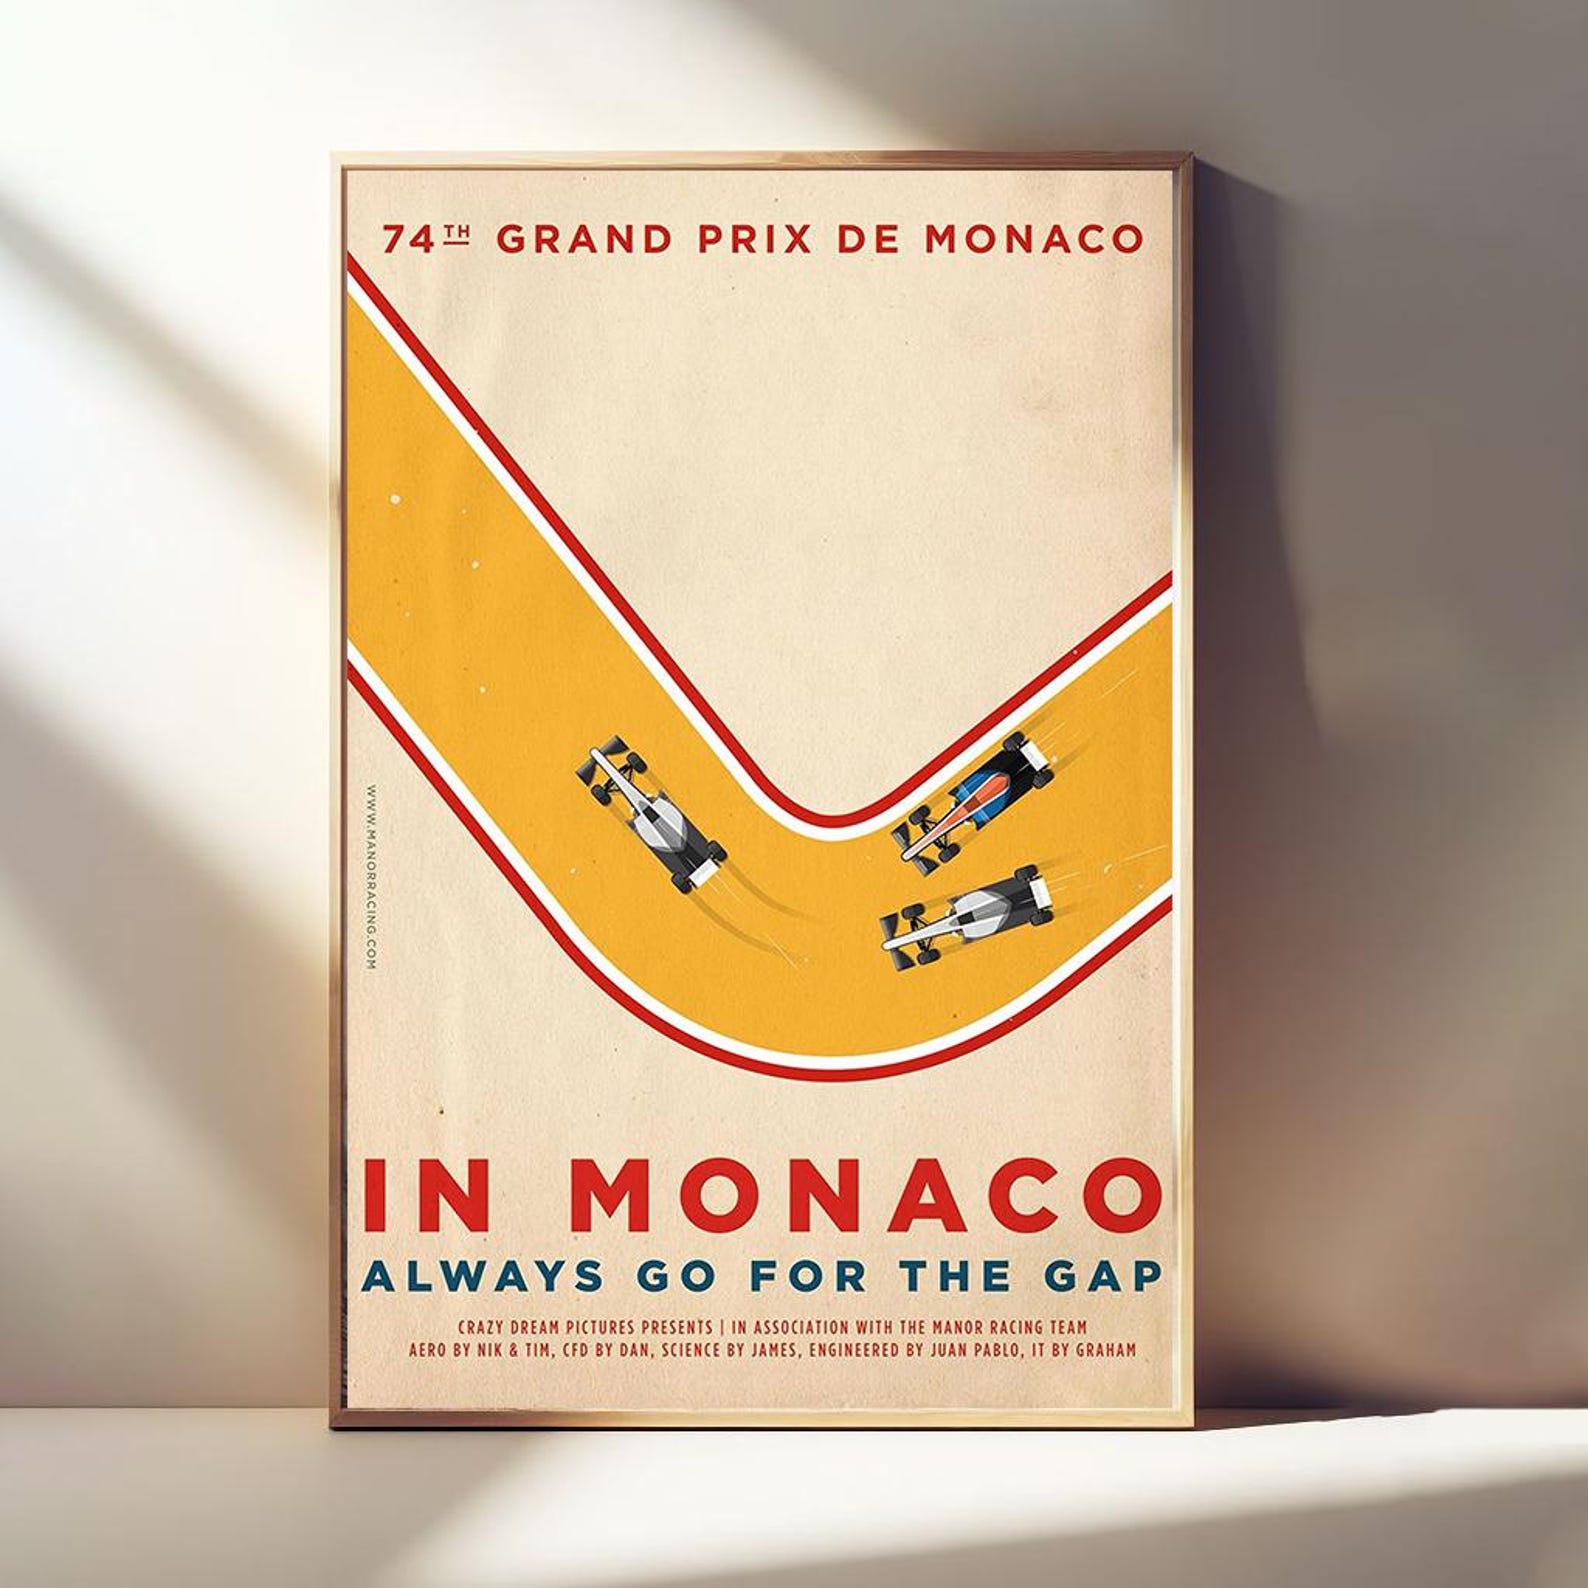 74TH GRAND PRIX DE MONACO
WWW.MANORRACING.COM
IN MONACO
ALWAYS GO FOR THE GAP
CRAZY DREAM PICTURES PRESENTS | IN ASSOCIATION WITH THE MANOR RACING TEAM
AERO BY NIK & TIM, CFD BY DAN, SCIENCE BY JAMES, ENGINEERED BY JUAN PABLO, IT BY GRAHAM